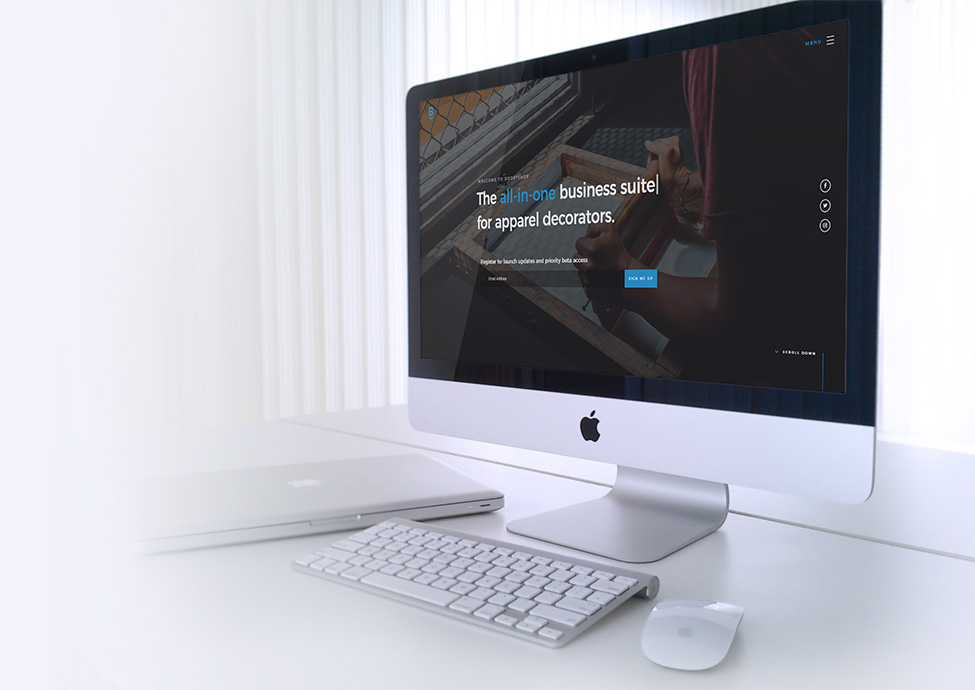 MENU
WELCOME TO BOOSTSHOP
The all-in-one business suite
for apparel decorators.
Register for launch updates and priority beta access
Email Address
SIGN ME UP
SCROLL DOWN